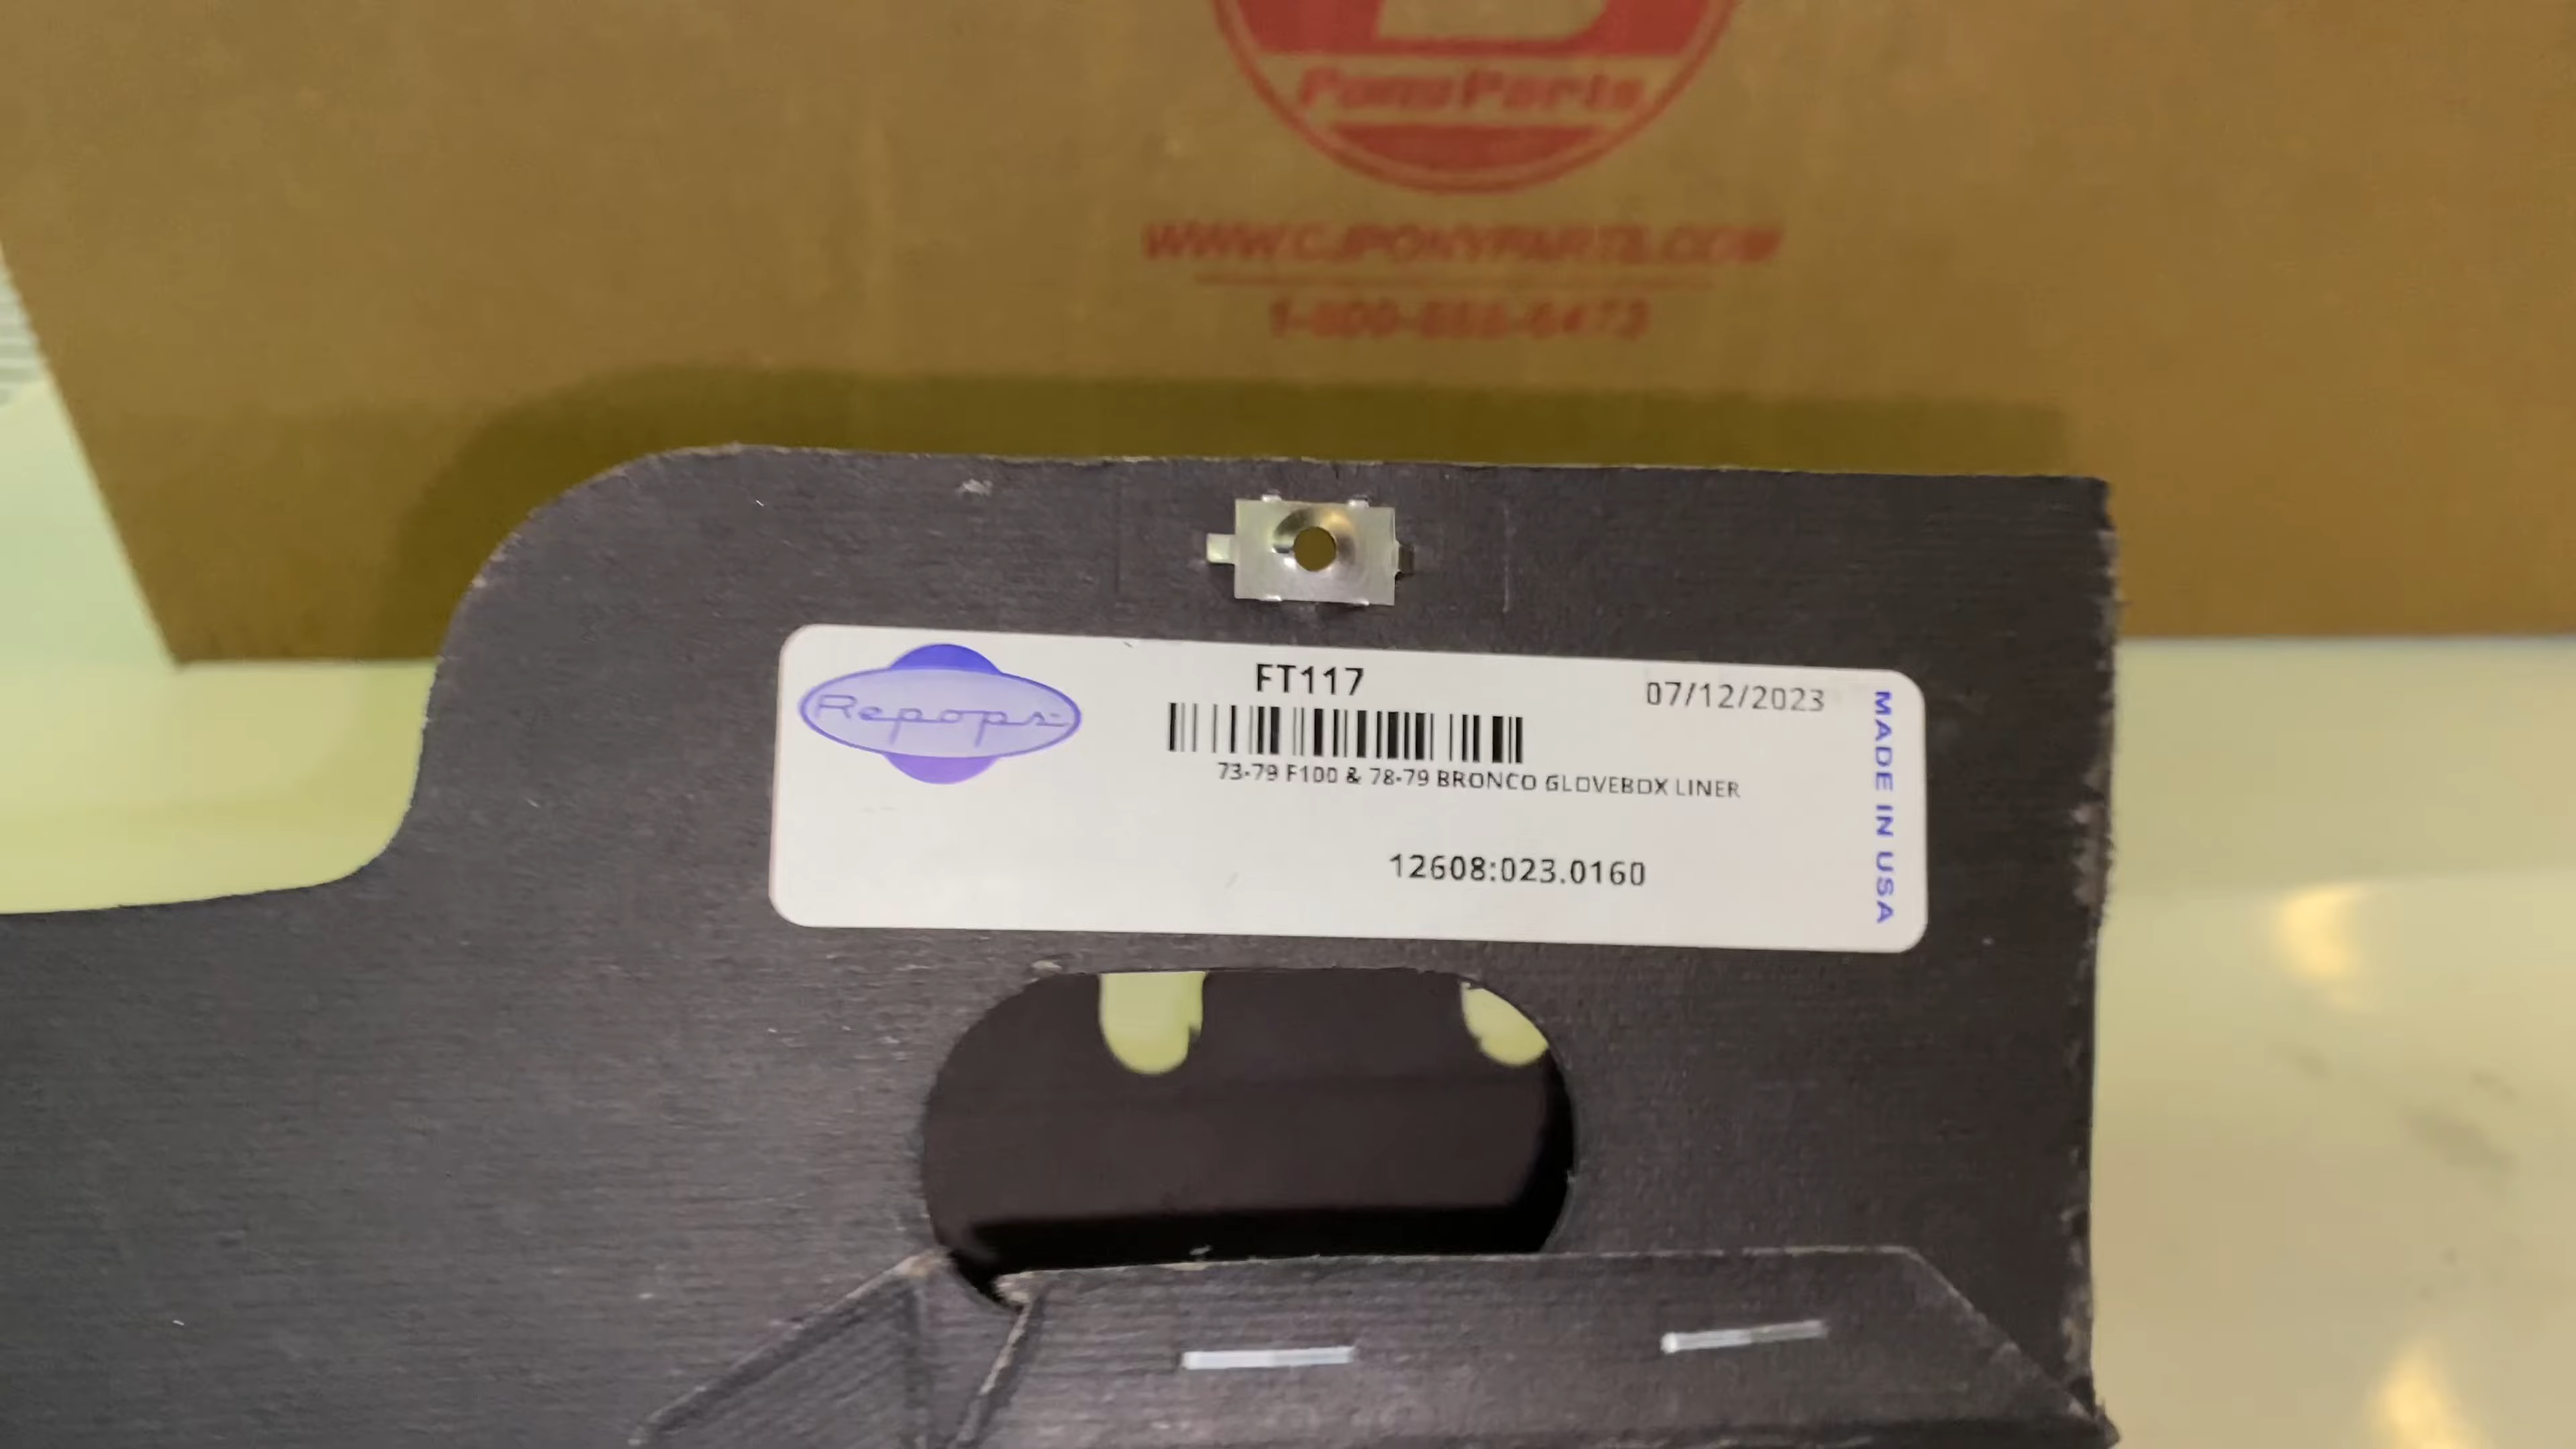 PonyParts
WWW.CJPONYPARTS.COM
Repops
FT117
07/12/2023
73-79 F100 & 78-79 BRONCO GLOVEBOX LINER
12608:023.0160
MADE IN USA